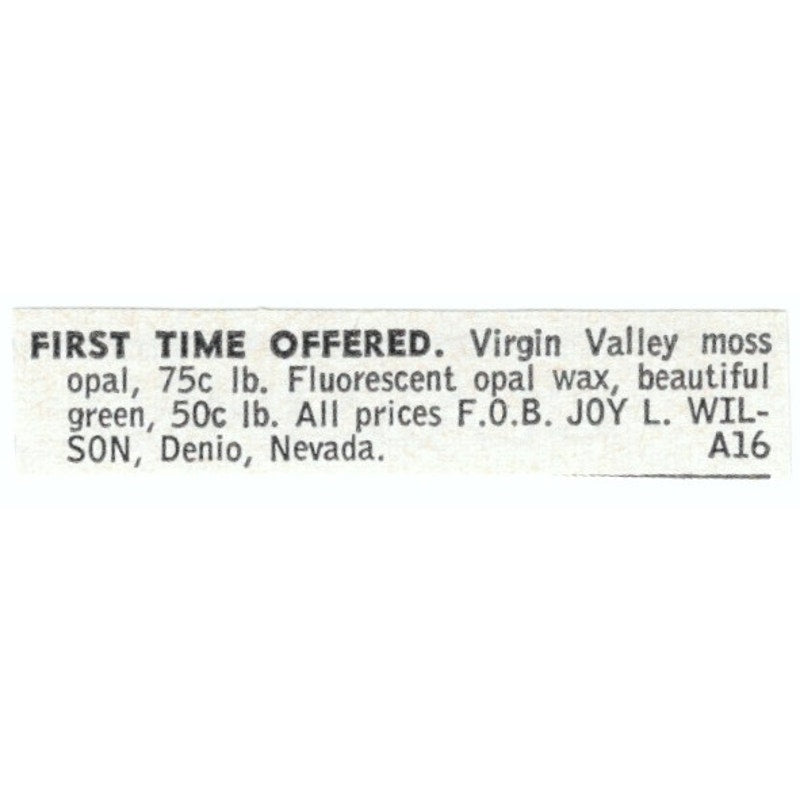 FIRST TIME OFFERED. Virgin Valley moss
opal, 75c lb. Fluorescent opal wax, beautiful
green, 50c lb. All prices F.O.B. JOY L. WIL-
SON, Denio, Nevada. A16